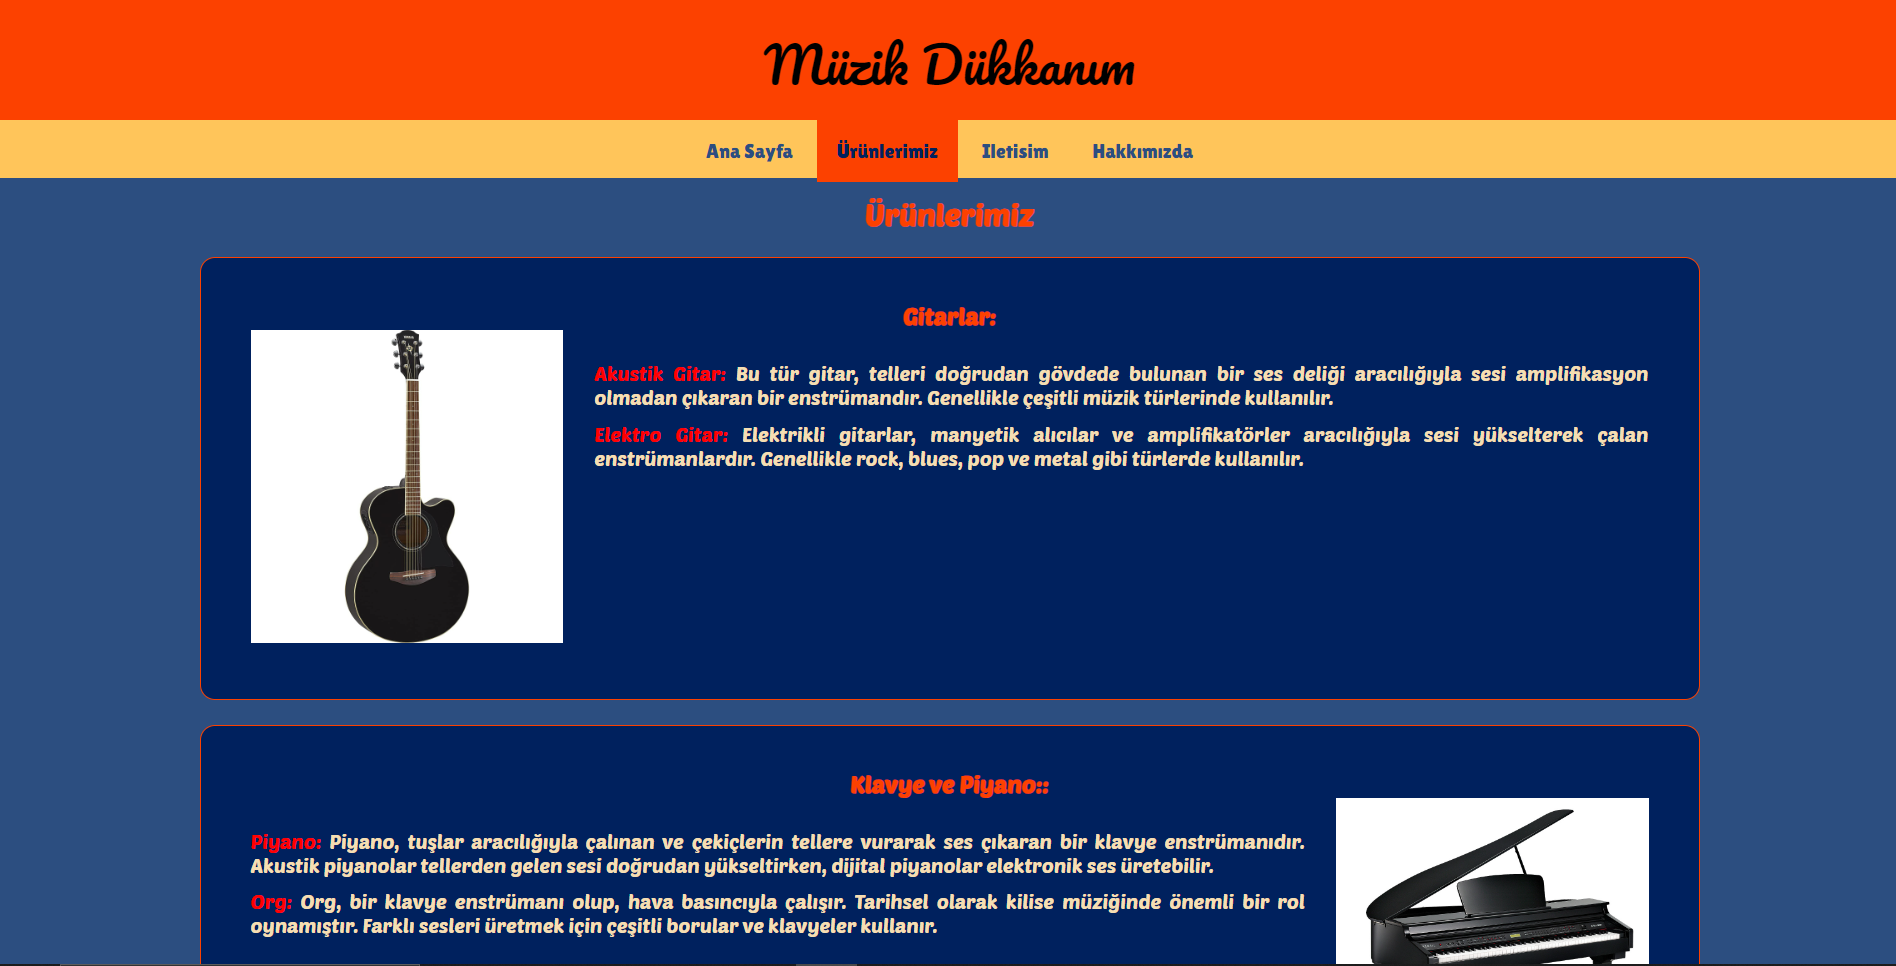 Müzik Dükkanım
Ana Sayfa Ürünlerimiz Iletisim Hakkımızda
Ürünlerimiz
Gitarlar:
Akustik Gitar: Bu tür gitar, telleri doğrudan gövdede bulunan bir ses deliği aracılığıyla sesi amplifikasyon
olmadan çıkaran bir enstrümandır. Genellikle çeşitli müzik türlerinde kullanılır.
Elektro Gitar: Elektrikli gitarlar, manyetik alıcılar ve amplifikatörler aracılığıyla sesi yükselterek çalan
enstrümanlardır. Genellikle rock, blues, pop ve metal gibi türlerde kullanılır.
Klavye ve Piyano::
Piyano: Piyano, tuşlar aracılığıyla çalınan ve çekiçlerin tellere vurarak ses çıkaran bir klavye enstrümanıdır.
Akustik piyanolar tellerden gelen sesi doğrudan yükseltirken, dijital piyanolar elektronik ses üretebilir.
Org: Org, bir klavye enstrümanı olup, hava basıncıyla çalışır. Tarihsel olarak kilise müziğinde önemli bir rol
oynamıştır. Farklı sesleri üretmek için çeşitli borular ve klavyeler kullanır.